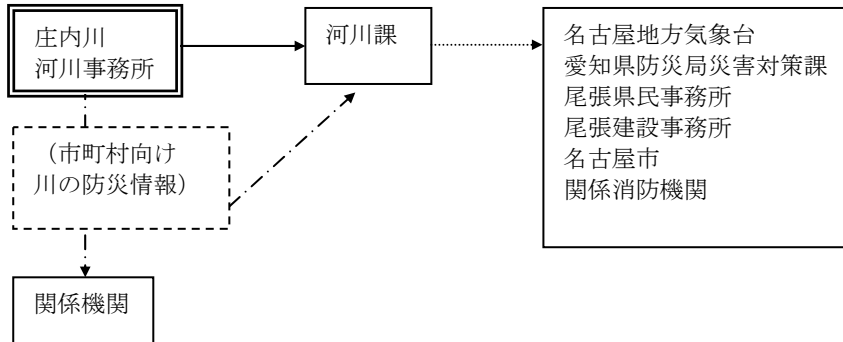 庄内川
河川事務所
河川課
名古屋地方気象台
愛知県防災局災害対策課
尾張県民事務所
尾張建設事務所
名古屋市
関係消防機関
（市町村向け
川の防災情報）
関係機関